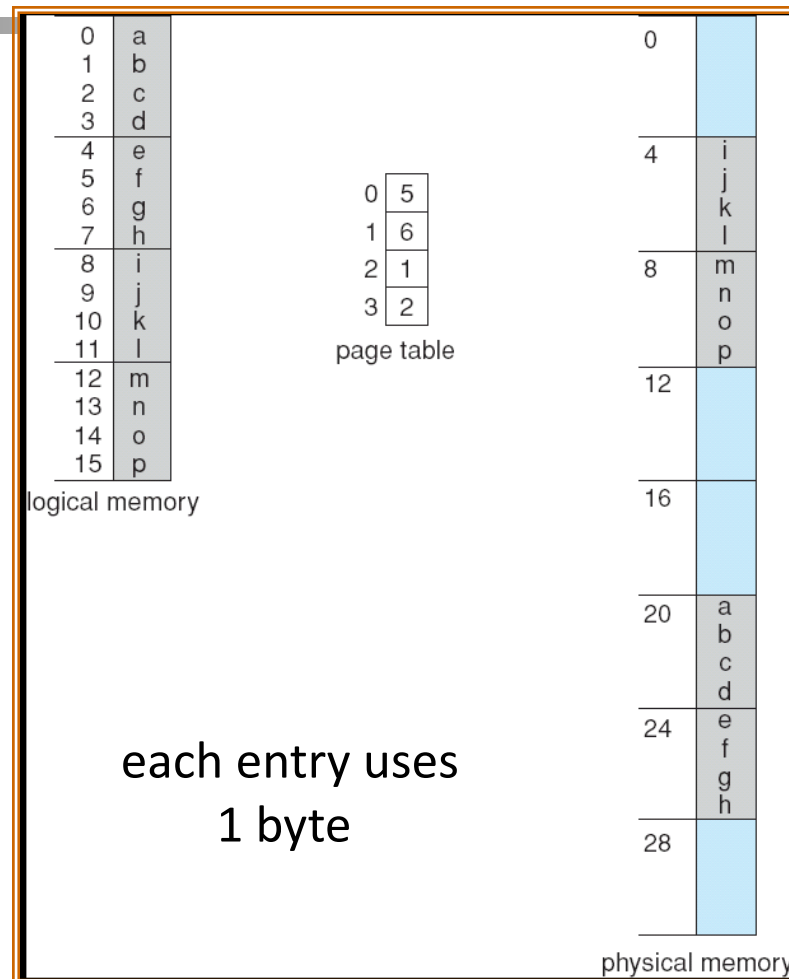 0 a
1 b
2 c
3 d
4 e
5 f
6 g
7 h
8 i
9 j
10 k
11 l
12 m
13 n
14 o
15 p
logical memory
0 5
1 6
2 1
3 2
page table
each entry uses
1 byte
0
4 i
j
k
l
8 m
n
o
p
12
16
20 a
b
c
d
24 e
f
g
h
28
physical memory